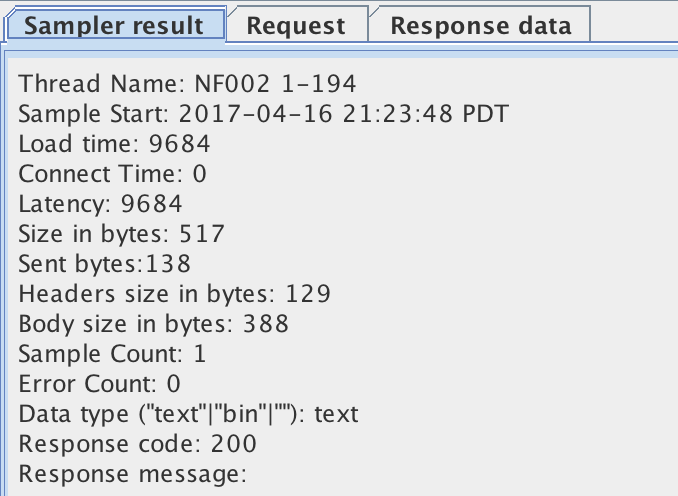 Sampler result Request Response data
Thread Name: NF002 1-194
Sample Start: 2017-04-16 21:23:48 PDT
Load time: 9684
Connect Time: 0
Latency: 9684
Size in bytes: 517
Sent bytes:138
Headers size in bytes: 129
Body size in bytes: 388
Sample Count: 1
Error Count: 0
Data type ("text"|"bin"|""): text
Response code: 200
Response message: